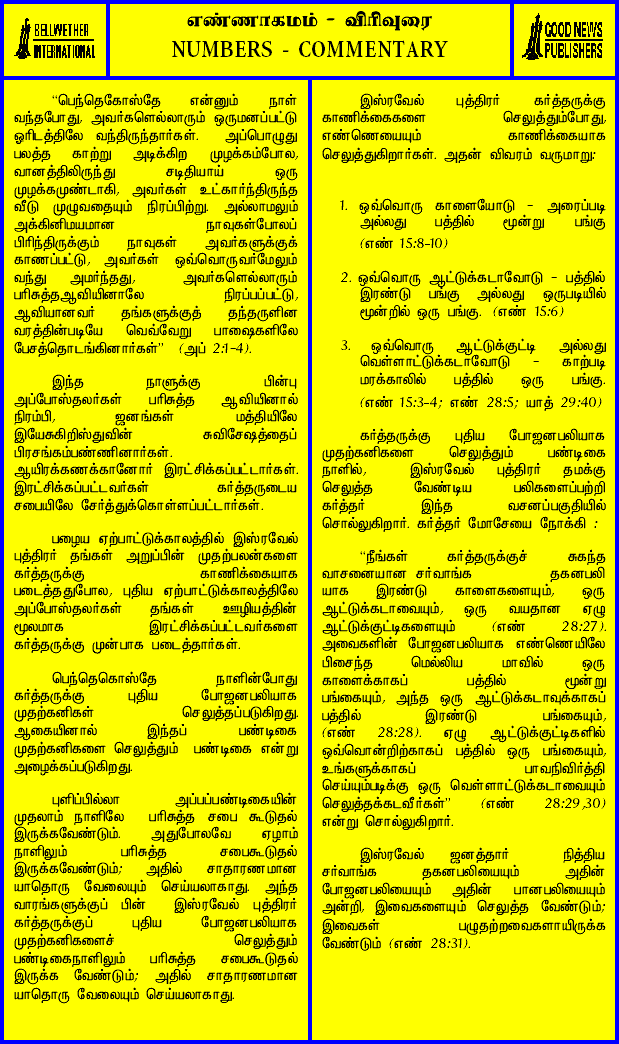 BELLWETHER
INTERNATIONAL
எண்ணாகமம் - விரிவுரை
NUMBERS - COMMENTARY
GOOD NEWS
PUBLISHERS
“பெந்தெகோஸ்தே என்னும் நாள்
வந்தபோது, அவர்களெல்லாரும் ஒருமனப்பட்டு
ஓரிடத்திலே வந்திருந்தார்கள். அப்பொழுது
பலத்த காற்று அடிக்கிற முழக்கம்போல,
வானத்திலிருந்து சடிதியாய் ஒரு
முழக்கமுண்டாகி, அவர்கள் உட்கார்ந்திருந்த
வீடு முழுவதையும் நிரப்பிற்று. அல்லாமலும்
அக்கினிமயமான நாவுகள்போலப்
பிரிந்திருக்கும் நாவுகள் அவர்களுக்குக்
காணப்பட்டு, அவர்கள் ஒவ்வொருவர்மேலும்
வந்து அமர்ந்தது, அவர்களெல்லாரும்
பரிசுத்தஆவியினாலே நிரப்பப்பட்டு,
ஆவியானவர் தங்களுக்குத் தந்தருளின
வரத்தின்படியே வெவ்வேறு பாஷைகளிலே
பேசத்தொடங்கினார்கள்” (அப் 2:1-4).
இந்த நாளுக்கு பின்பு
அப்போஸ்தலர்கள் பரிசுத்த ஆவியினால்
நிரம்பி, ஜனங்கள் மத்தியிலே
இயேசுகிறிஸ்துவின் சுவிசேஷத்தைப்
பிரசங்கம்பண்ணினார்கள்.
ஆயிரக்கணக்கானோர் இரட்சிக்கப்பட்டார்கள்.
இரட்சிக்கப்பட்டவர்கள் கர்த்தருடைய
சபையிலே சேர்த்துக்கொள்ளப்பட்டார்கள்.
பழைய ஏற்பாட்டுக்காலத்தில் இஸ்ரவேல்
புத்திரர் தங்கள் அறுப்பின் முதற்பலன்களை
கர்த்தருக்கு காணிக்கையாக
படைத்ததுபோல, புதிய ஏற்பாட்டுக்காலத்திலே
அப்போஸ்தலர்கள் தங்கள் ஊழியத்தின்
மூலமாக இரட்சிக்கப்பட்டவர்களை
கர்த்தருக்கு முன்பாக படைத்தார்கள்.
பெந்தெகொஸ்தே நாளின்போது
கர்த்தருக்கு புதிய போஜனபலியாக
முதற்கனிகள் செலுத்தப்படுகிறது.
ஆகையினால் இந்தப் பண்டிகை
முதற்கனிகளை செலுத்தும் பண்டிகை என்று
அழைக்கப்படுகிறது.
புளிப்பில்லா அப்பப்பண்டிகையின்
முதலாம் நாளிலே பரிசுத்த சபை கூடுதல்
இருக்கவேண்டும். அதுபோலவே ஏழாம்
நாளிலும் பரிசுத்த சபைகூடுதல்
இருக்கவேண்டும்; அதில் சாதாரணமான
யாதொரு வேலையும் செய்யலாகாது. அந்த
வாரங்களுக்குப் பின் இஸ்ரவேல் புத்திரர்
கர்த்தருக்குப் புதிய போஜனபலியாக
முதற்கனிகளைச் செலுத்தும்
பண்டிகைநாளிலும் பரிசுத்த சபைகூடுதல்
இருக்க வேண்டும்; அதில் சாதாரணமான
யாதொரு வேலையும் செய்யலாகாது.
இஸ்ரவேல் புத்திரர் கர்த்தருக்கு
காணிக்கைகளை செலுத்தும்போது,
எண்ணெயையும் காணிக்கையாக
செலுத்துகிறார்கள். அதன் விவரம் வருமாறு:
1. ஒவ்வொரு காளையோடு - அரைப்படி
அல்லது பத்தில் மூன்று பங்கு
(எண் 15:8-10)
2. ஒவ்வொரு ஆட்டுக்கடாவோடு - பத்தில்
இரண்டு பங்கு அல்லது ஒருபடியில்
மூன்றில் ஒரு பங்கு. (எண் 15:6)
3. ஒவ்வொரு ஆட்டுக்குட்டி அல்லது
வெள்ளாட்டுக்கடாவோடு - காற்படி
மரக்காலில் பத்தில் ஒரு பங்கு.
(எண் 15:3-4; எண் 28:5; யாத் 29:40)
கர்த்தருக்கு புதிய போஜனபலியாக
முதற்கனிகளை செலுத்தும் பண்டிகை
நாளில், இஸ்ரவேல் புத்திரர் தமக்கு
செலுத்த வேண்டிய பலிகளைப்பற்றி
கர்த்தர் இந்த வசனப்பகுதியில்
சொல்லுகிறார். கர்த்தர் மோசேயை நோக்கி :
“நீங்கள் கர்த்தருக்குச் சுகந்த
வாசனையான சர்வாங்க தகனபலி
யாக இரண்டு காளைகளையும், ஒரு
ஆட்டுக்கடாவையும், ஒரு வயதான ஏழு
ஆட்டுக்குட்டிகளையும் (எண் 28:27).
அவைகளின் போஜனபலியாக எண்ணெயிலே
பிசைந்த மெல்லிய மாவில் ஒரு
காளைக்காகப் பத்தில் மூன்று
பங்கையும், அந்த ஒரு ஆட்டுக்கடாவுக்காகப்
பத்தில் இரண்டு பங்கையும்,
(எண் 28:28). ஏழு ஆட்டுக்குட்டிகளில்
ஒவ்வொன்றிற்காகப் பத்தில் ஒரு பங்கையும்,
உங்களுக்காகப் பாவநிவிர்த்தி
செய்யும்படிக்கு ஒரு வெள்ளாட்டுக்கடாவையும்
செலுத்தக்கடவீர்கள்” (எண் 28:29,30)
என்று சொல்லுகிறார்.
இஸ்ரவேல் ஜனத்தார் நித்திய
சர்வாங்க தகனபலியையும் அதின்
போஜனபலியையும் அதின் பானபலியையும்
அன்றி, இவைகளையும் செலுத்த வேண்டும்;
இவைகள் பழுதற்றவைகளாயிருக்க
வேண்டும் (எண் 28:31).